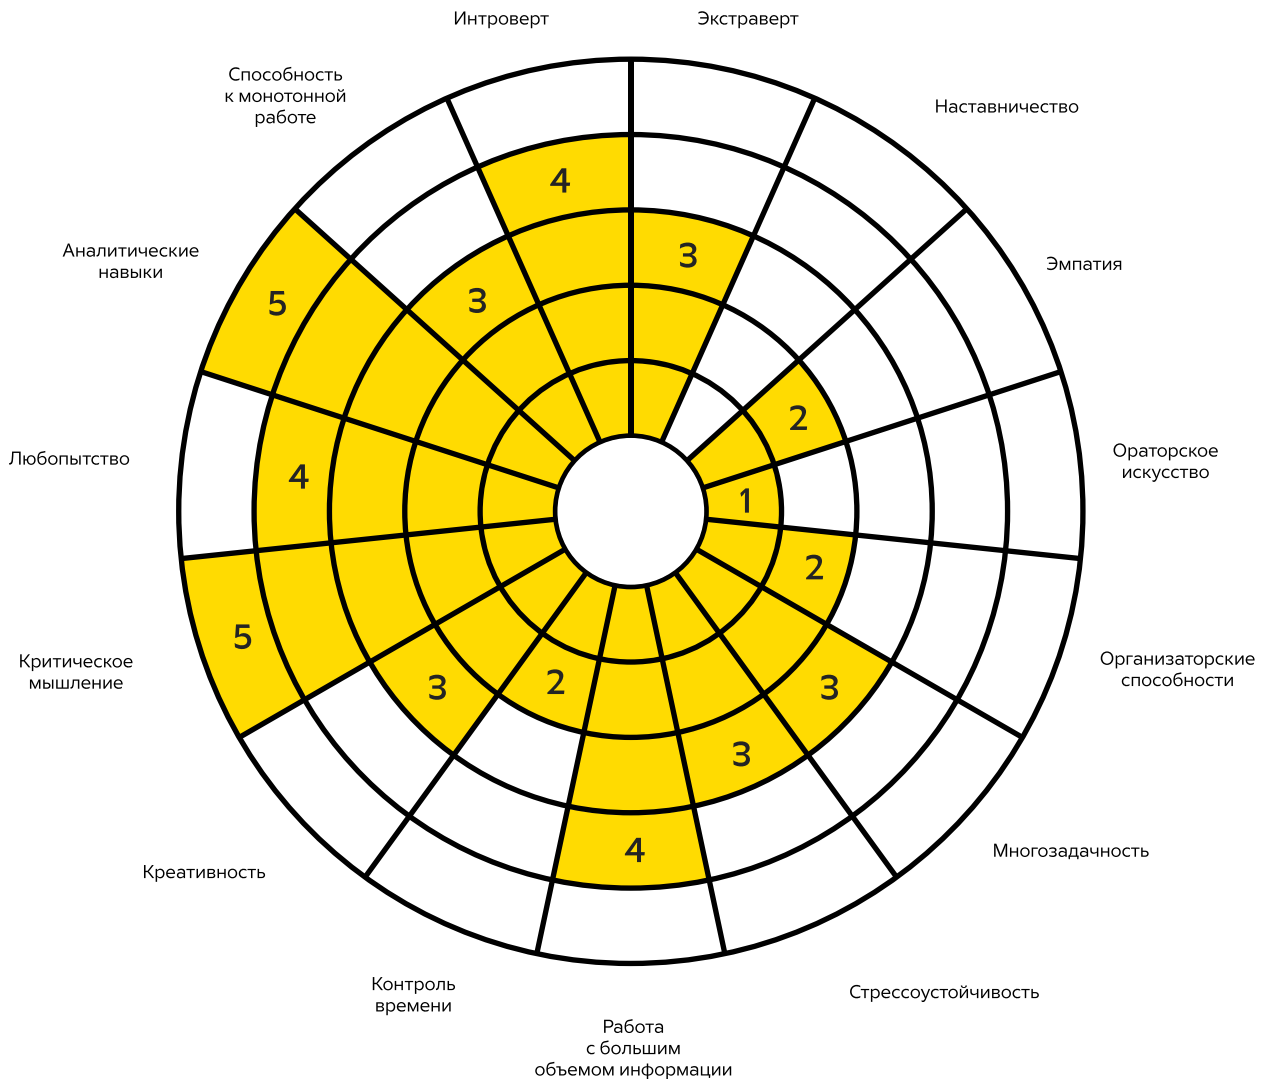 Интроверт
Экстраверт
Способность
к монотонной
работе
Наставничество
4
Аналитические
навыки
3
Эмпатия
5
3
2
Любопытство
4
Ораторское
искусство
1
2
5
Критическое
мышление
Организаторские
способности
3
2
3
3
4
Многозадачность
Креативность
Контроль
времени
Стрессоустойчивость
Работа
с большим
объемом информации